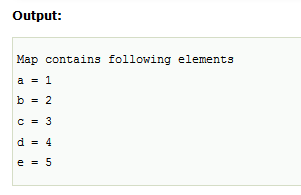 Output:
Map contains following elements
a = 1
b = 2
c = 3
d = 4
e = 5